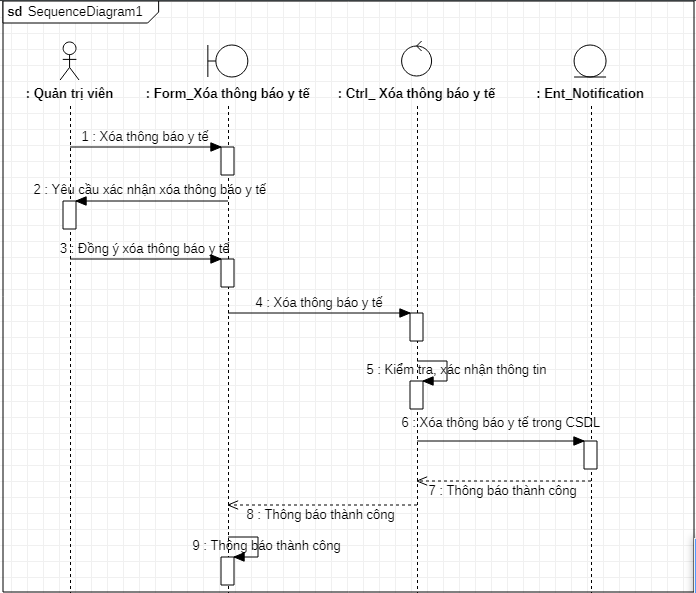 sd SequenceDiagram1
: Quản trị viên
: Form_Xóa thông báo y tế
: Ctrl_ Xóa thông báo y tế
: Ent_Notification
1 : Xóa thông báo y tế
2 : Yêu cầu xác nhận xóa thông báo y tế
3 : Đồng ý xóa thông báo y tế
4 : Xóa thông báo y tế
5 : Kiểm tra, xác nhận thông tin
6 : Xóa thông báo y tế trong CSDL
7 : Thông báo thành công
8 : Thông báo thành công
9 : Thông báo thành công